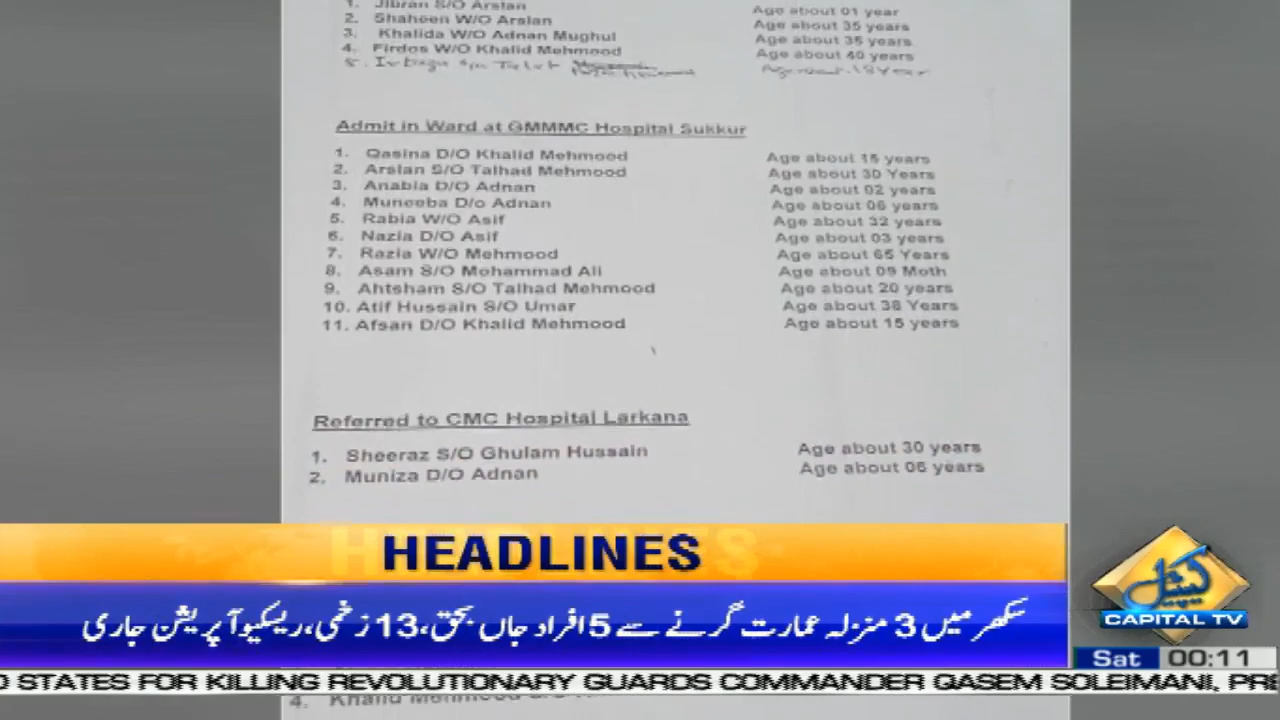 1. Jibran S/O Arslan Age about 01 year
2. Shaheen W/O Arslan Age about 35 years
3. Khalida W/O Adnan Mughul Age about 35 years
4. Firdos W/O Khalid Mehmood Age about 40 years
5.
Admit in Ward at GMMMC Hospital Sukkur
1. Qasina D/O Khalid Mehmood Age about 15 years
2. Arslan S/O Talhad Mehmood Age about 30 Years
3. Anabia D/O Adnan Age about 02 years
4. Muneeba D/o Adnan Age about 06 years
5. Rabia W/O Asif Age about 32 years
6. Nazia D/O Asif Age about 03 years
7. Razia W/O Mehmood Age about 65 Years
8. Asam S/O Mohammad Ali Age about 09 Moth
9. Ahtsham S/O Talhad Mehmood Age about 20 years
10. Atif Hussain S/O Umar Age about 38 Years
11. Afsan D/O Khalid Mehmood Age about 15 years
Referred to CMC Hospital Larkana
1. Sheeraz S/O Ghulam Hussain Age about 30 years
2. Muniza D/O Adnan Age about 06 years
HEADLINES
سکھر میں 3 منزلہ عمارت گرنے سے 5 افراد جاں بحق، 13 زخمی، ریسکیو آپریشن جاری
کیپیٹل
CAPITAL TV
Sat 00:11
STATES FOR KILLING REVOLUTIONARY GUARDS COMMANDER QASEM SOLEIMANI,
4. Khalid Mehmood